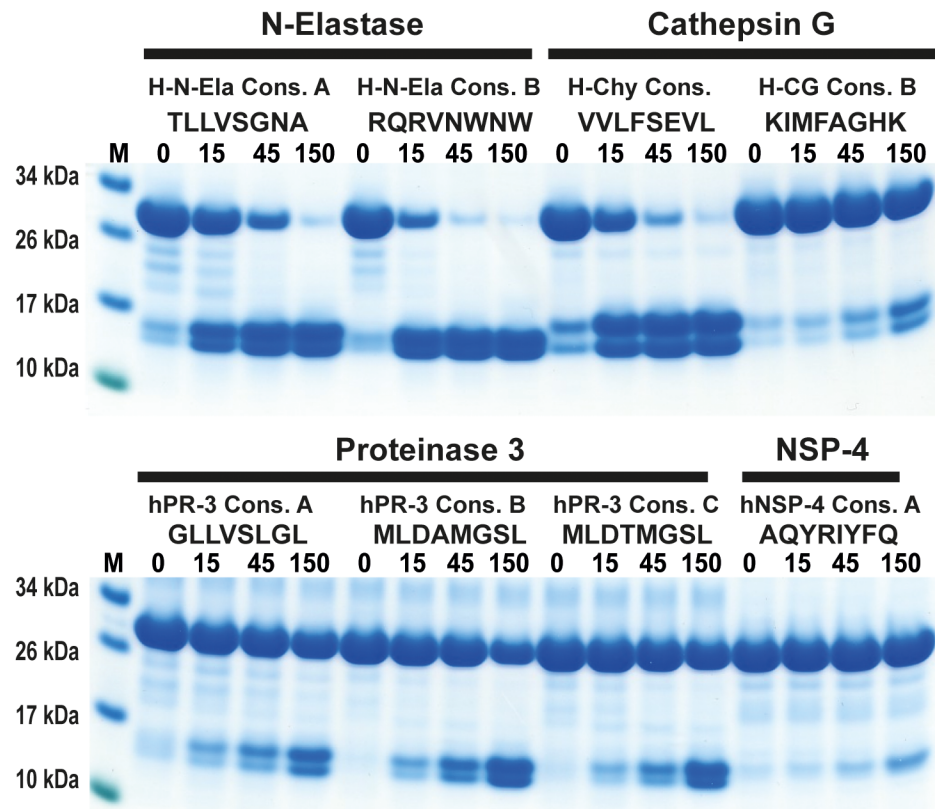 N-Elastase Cathepsin G
H-N-Ela Cons. A H-N-Ela Cons. B H-Chy Cons. H-CG Cons. B
TLLVSGNA RQRVNWNW VVLFSEVL KIMFAGHK
M 0 15 45 150 0 15 45 150 0 15 45 150 0 15 45 150
34 kDa
26 kDa
17 kDa
10 kDa
Proteinase 3 NSP-4
hPR-3 Cons. A hPR-3 Cons. B hPR-3 Cons. C hNSP-4 Cons. A
GLLVSLGL MLDAMGSL MLDTMGSL AQYRIYFQ
M 0 15 45 150 0 15 45 150 0 15 45 150 0 15 45 150
34 kDa
26 kDa
17 kDa
10 kDa